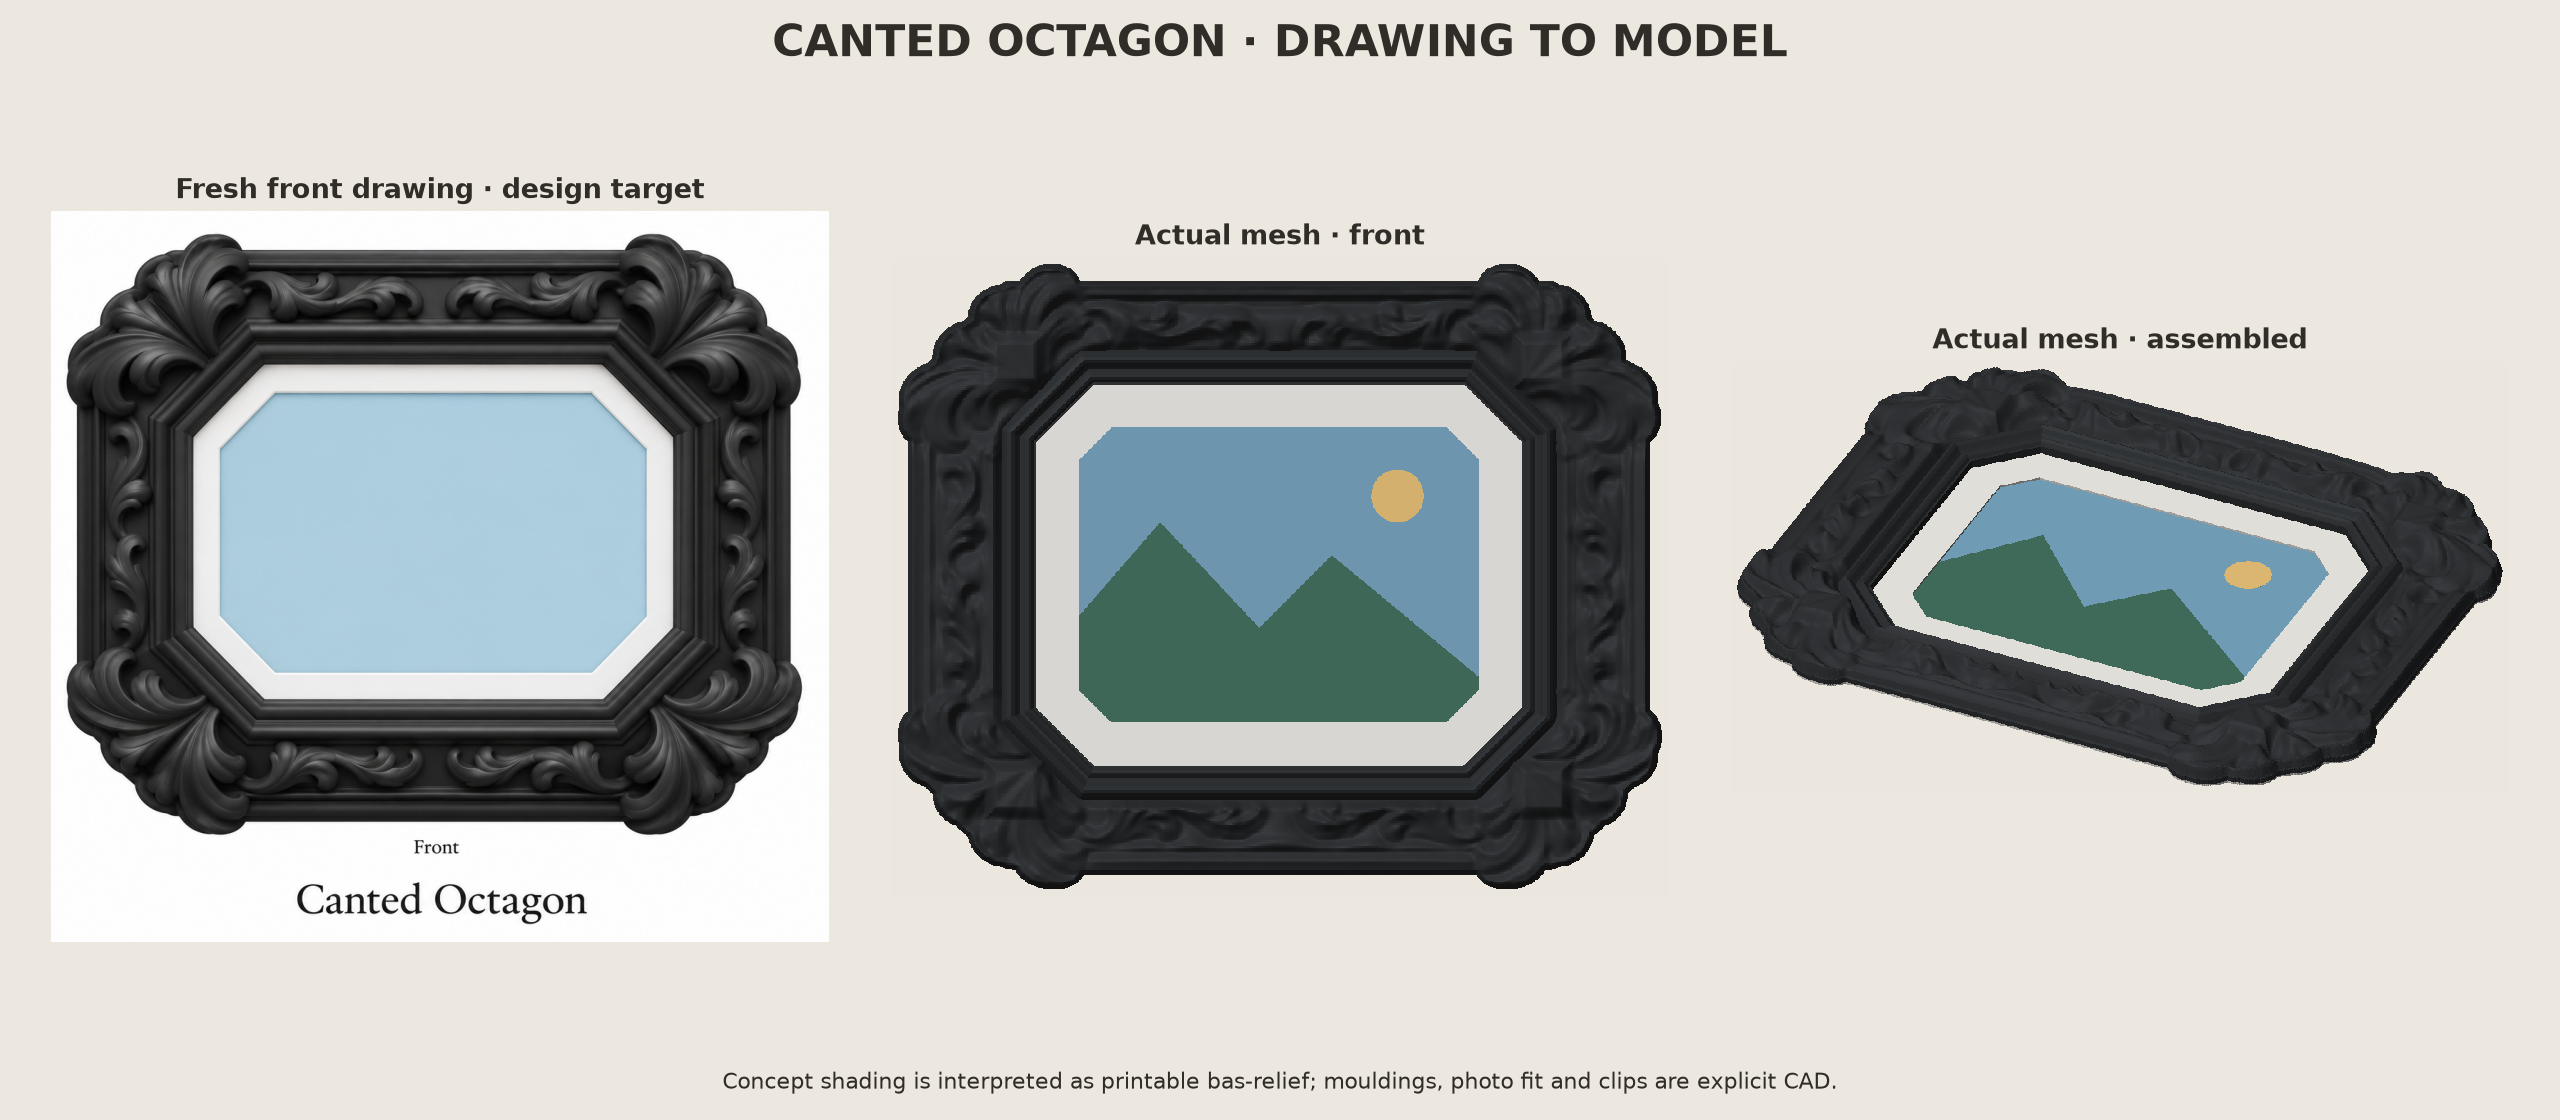 CANTED OCTAGON · DRAWING TO MODEL
Fresh front drawing · design target
Actual mesh · front
Actual mesh · assembled
Front
Canted Octagon
Concept shading is interpreted as printable bas-relief; mouldings, photo fit and clips are explicit CAD.